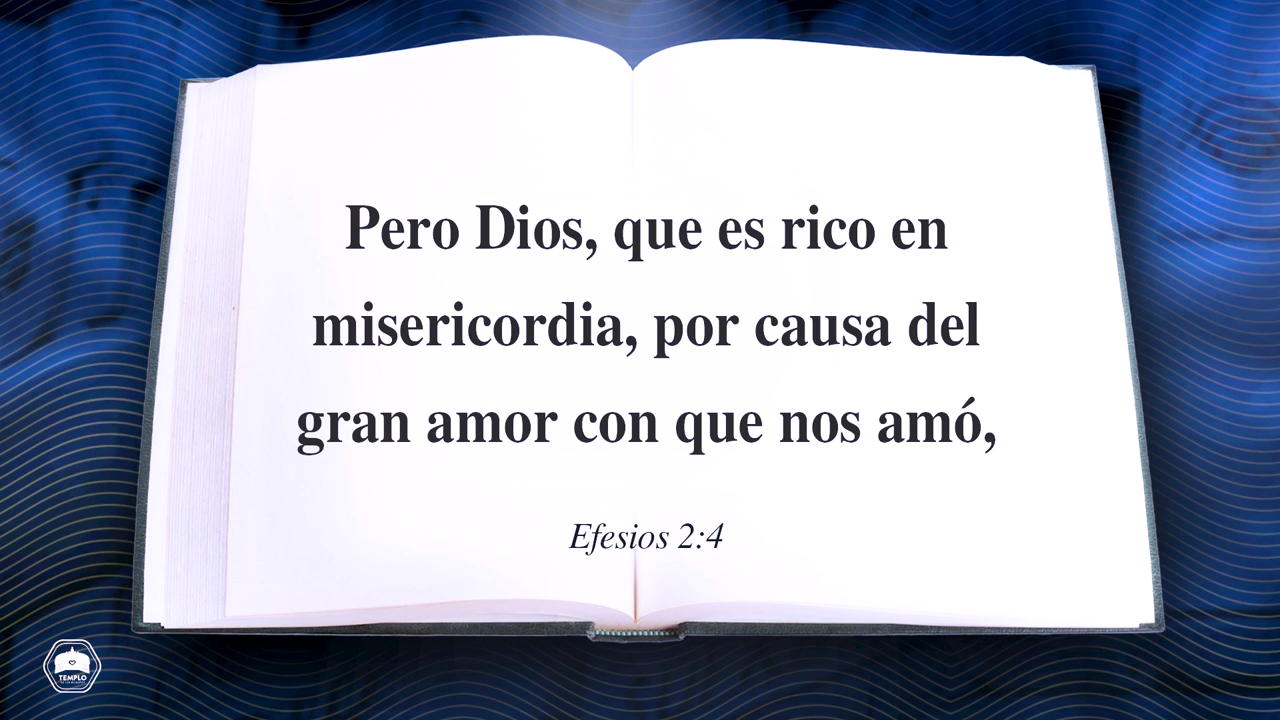 Pero Dios, que es rico en
misericordia, por causa del
gran amor con que nos amó,
Efesios 2:4
TEMPLO